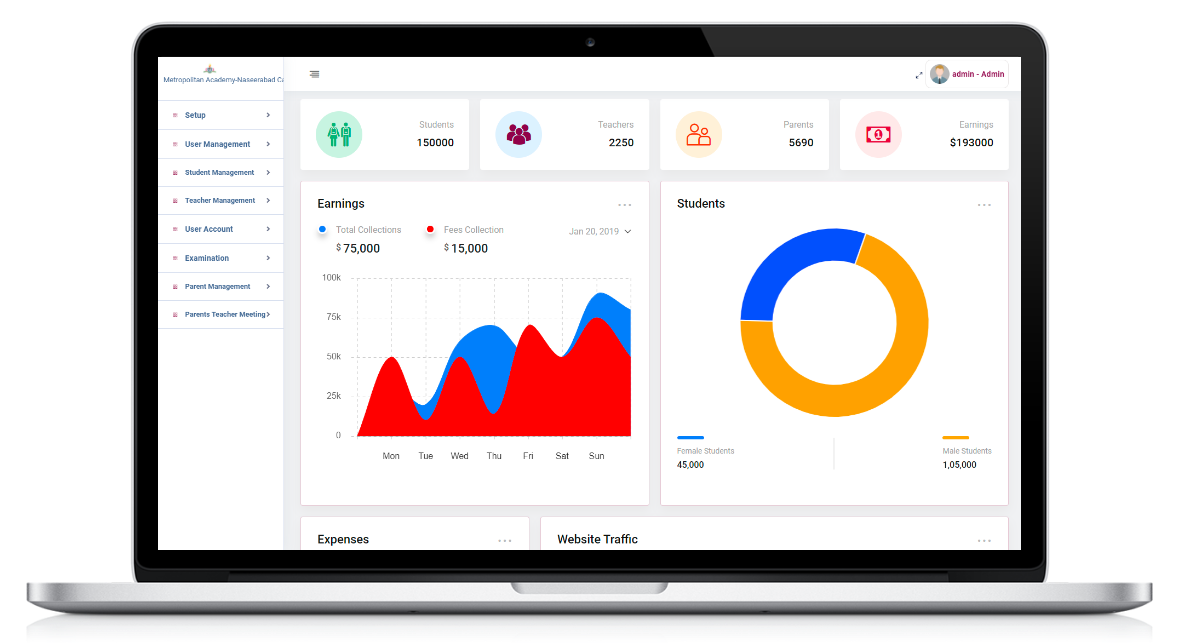 Metropolitan Academy-Naseerabad Ca
admin - Admin
Setup
User Management
Student Management
Teacher Management
User Account
Examination
Parent Management
Parents Teacher Meeting
Students
150000
Teachers
2250
Parents
5690
Earnings
$193000
Earnings
Total Collections
$ 75,000
Fees Collection
$ 15,000
Jan 20, 2019
100k
75k
50k
25k
0
Mon Tue Wed Thu Fri Sat Sun
Students
Female Students
45,000
Male Students
1,05,000
Expenses
Website Traffic